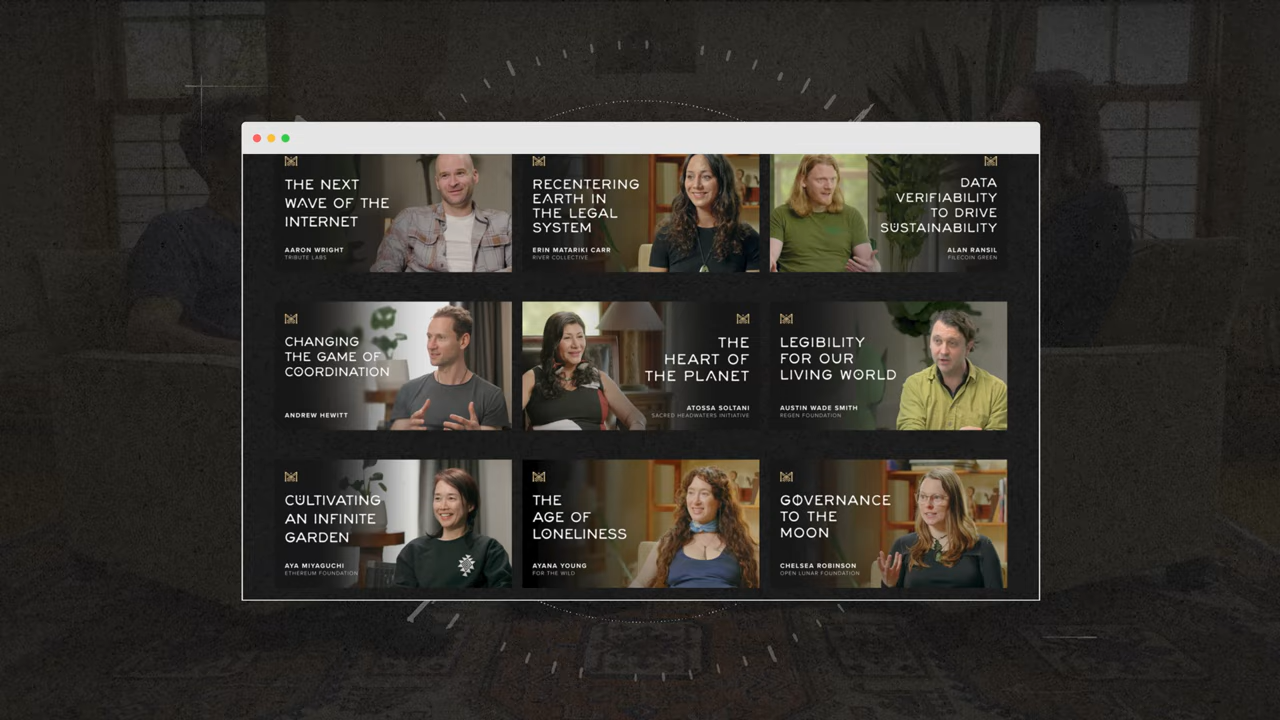 THE NEXT
WAVE OF THE
INTERNET
AARON WRIGHT
TRIBUTE LABS
RECENTERING
EARTH IN
THE LEGAL
SYSTEM
ERIN MATARIKI CARR
RIVER COLLECTIVE
DATA
VERIFIABILITY
TO DRIVE
SUSTAINABILITY
ALAN RANSIL
FILECOIN GREEN
CHANGING
THE GAME OF
COORDINATION
ANDREW HEWITT
THE
HEART OF
THE PLANET
ATOSSA SOLTANI
SACRED HEADWATERS INITIATIVE
LEGIBILITY
FOR OUR
LIVING WORLD
AUSTIN WADE SMITH
REGEN FOUNDATION
CULTIVATING
AN INFINITE
GARDEN
AYA MIYAGUCHI
ETHEREUM FOUNDATION
THE
AGE OF
LONELINESS
AYANA YOUNG
FOR THE WILD
GOVERNANCE
TO THE
MOON
CHELSEA ROBINSON
OPEN LUNAR FOUNDATION